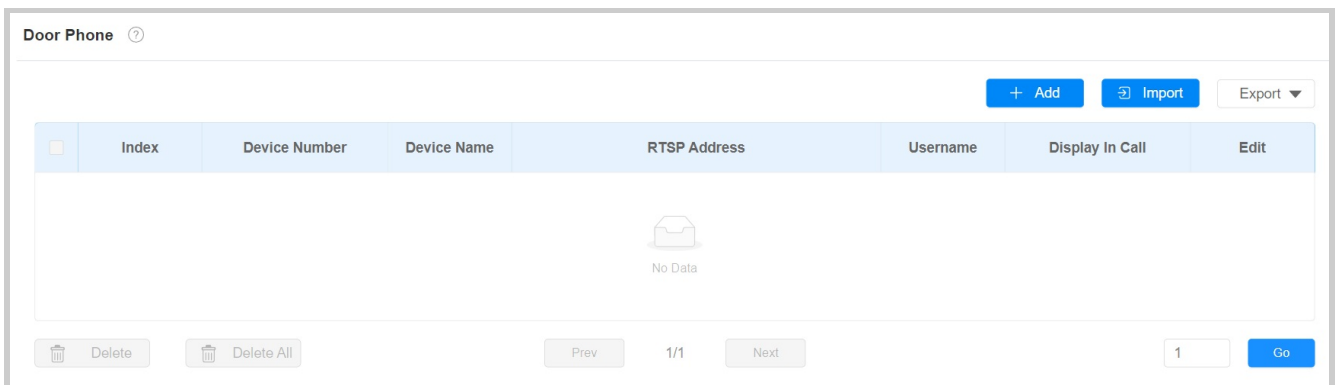 Door Phone ?
+ Add Import Export
Index Device Number Device Name RTSP Address Username Display In Call Edit
No Data
Delete Delete All Prev 1/1 Next 1 Go